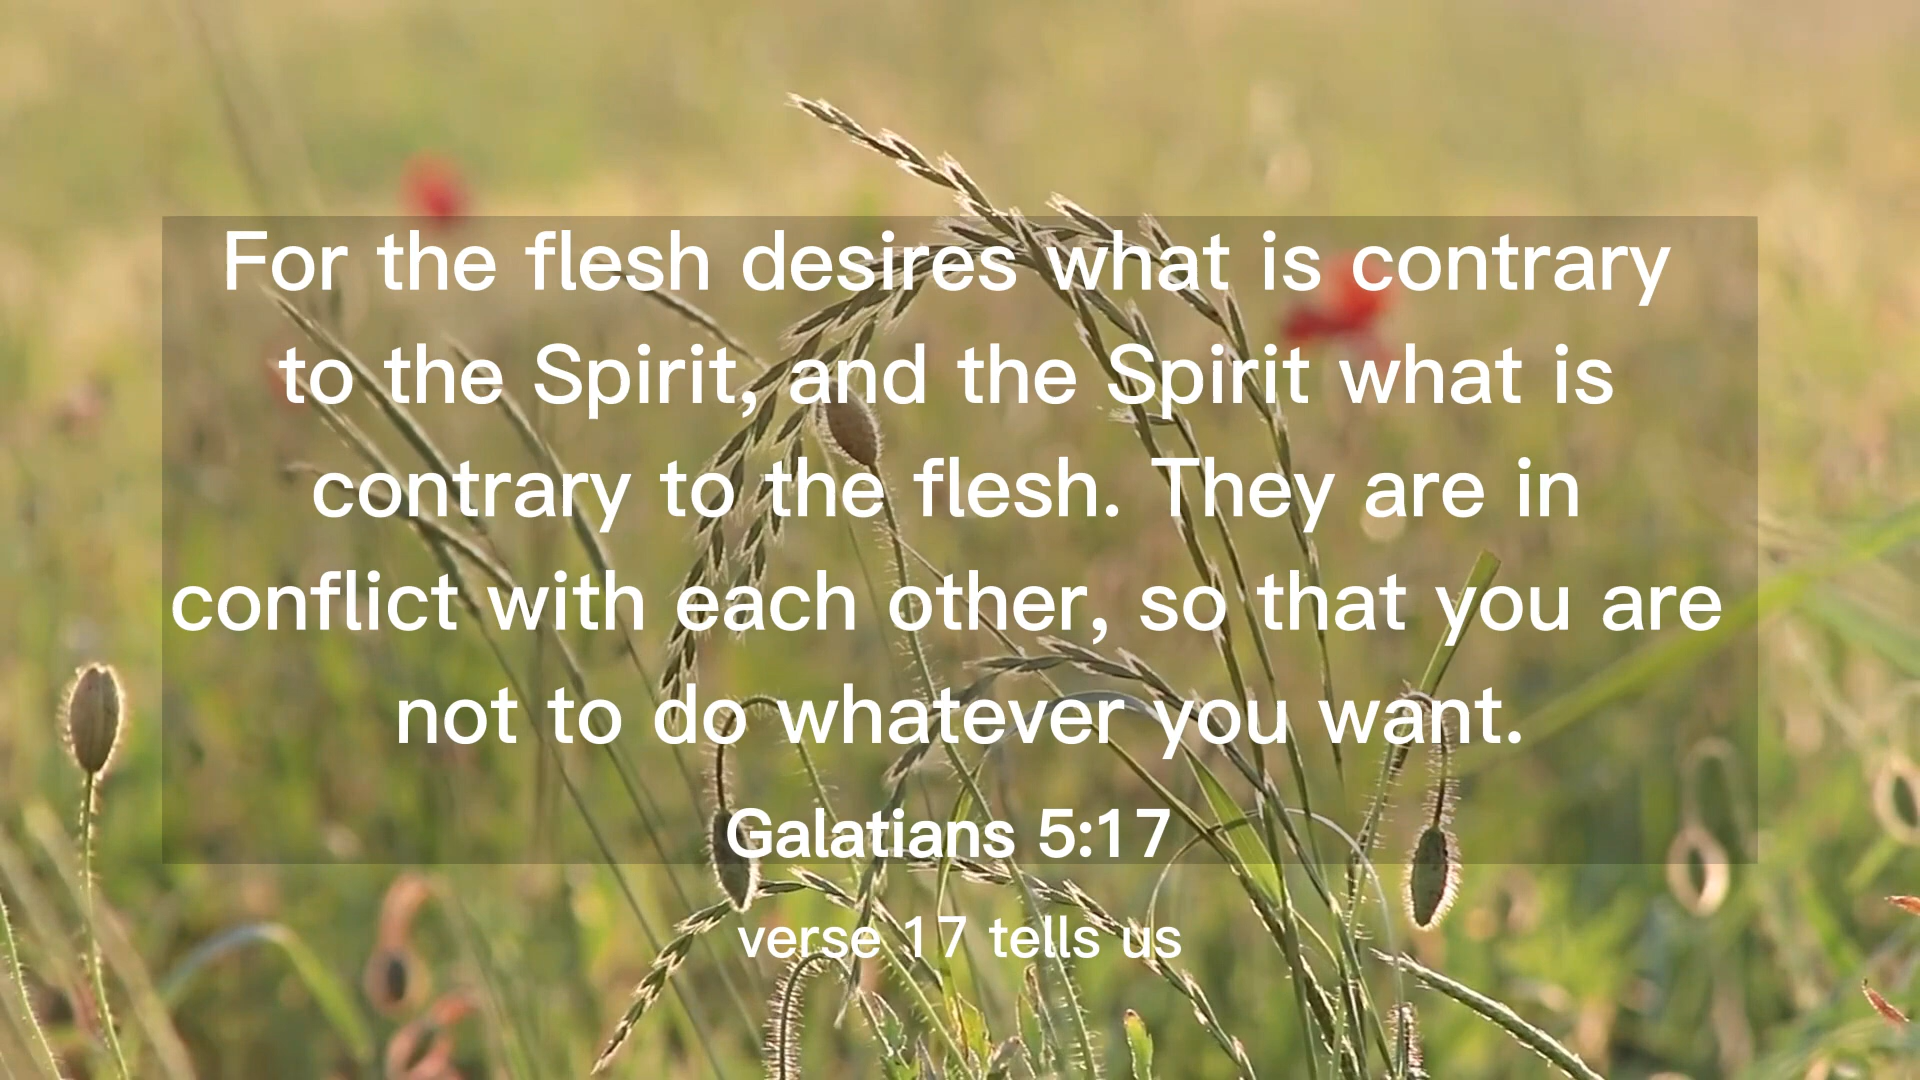 For the flesh desires what is contrary
to the Spirit, and the Spirit what is
contrary to the flesh. They are in
conflict with each other, so that you are
not to do whatever you want.
Galatians 5:17
verse 17 tells us